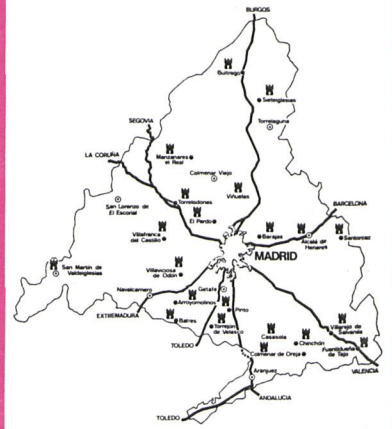 BURGOS
Buitrago
Sieteiglesias
Torrelaguna
SEGOVIA
LA CORUÑA
Manzanares
el Real
Colmenar Viejo
San Lorenzo de
El Escorial
Torrelodones
Viñuelas
El Pardo
BARCELONA
Villafranca
del Castillo
Barajas
Alcalá de
Henares
Santorcaz
MADRID
San Martín de
Valdeiglesias
Villaviciosa
de Odón
Navalcarnero
Getafe
EXTREMADURA
Arroyomolinos
Pinto
Batres
Torrejón
de Velasco
Casasola
Villarejo de
Salvanés
TOLEDO
Chinchón
Fuentidueña
de Tajo
Colmenar de Oreja
VALENCIA
Aranjuez
ANDALUCIA
TOLEDO